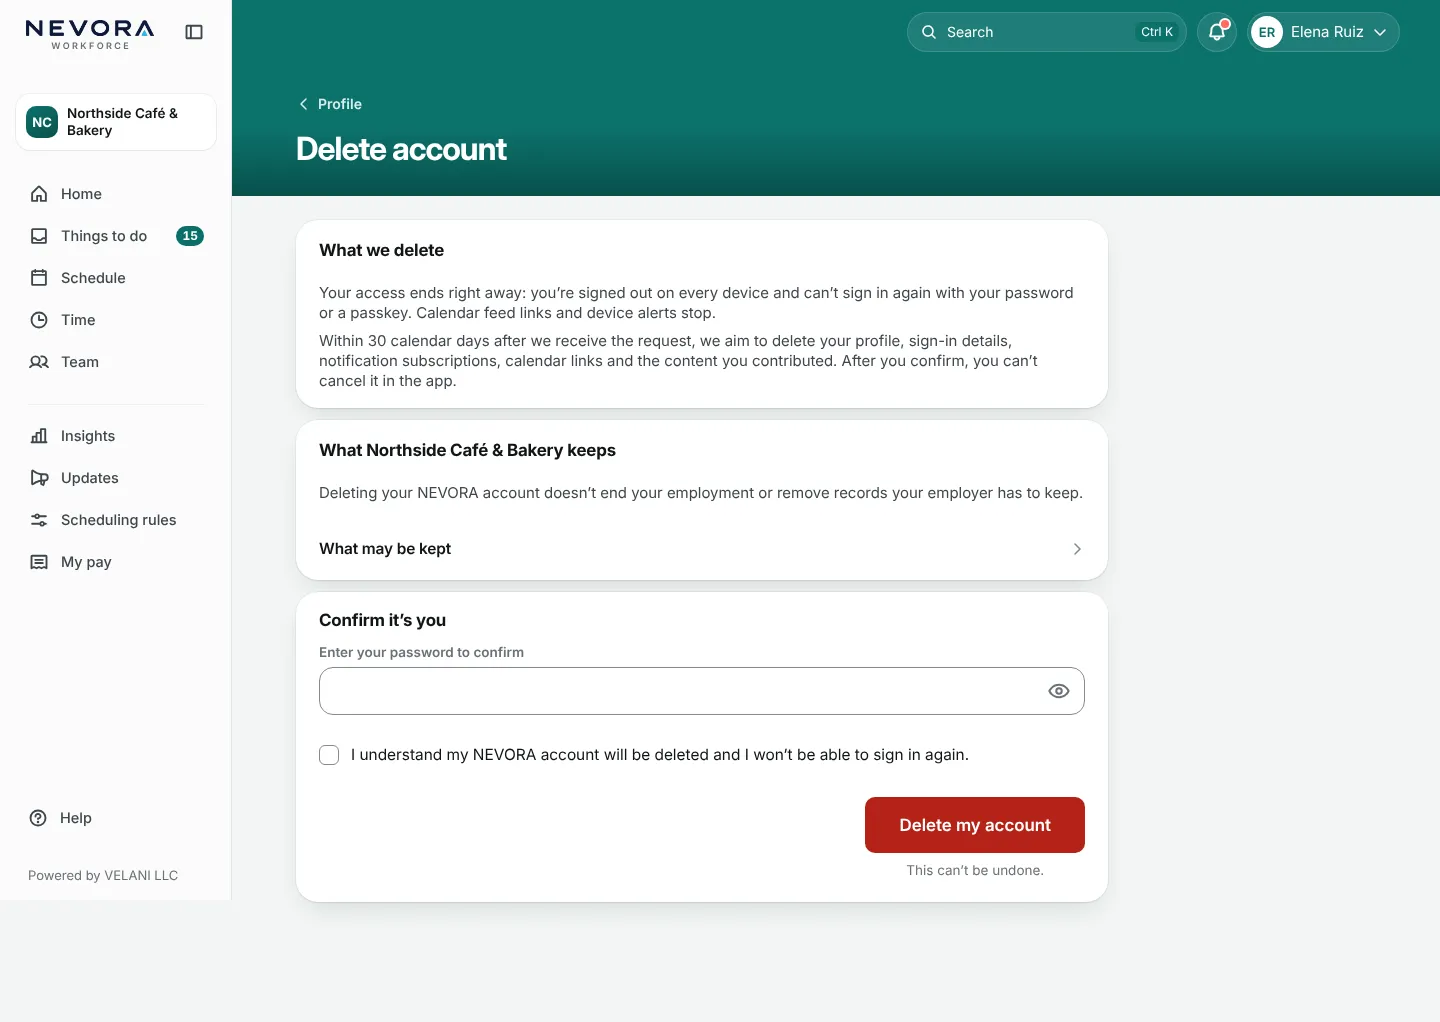 NEVORA
WORKFORCE
Search
Ctrl K
ER
Elena Ruiz
Profile
Delete account
NC
Northside Café &
Bakery
Home
Things to do
15
Schedule
Time
Team
Insights
Updates
Scheduling rules
My pay
Help
Powered by VELANI LLC
What we delete
Your access ends right away: you’re signed out on every device and can’t sign in again with your password
or a passkey. Calendar feed links and device alerts stop.
Within 30 calendar days after we receive the request, we aim to delete your profile, sign-in details,
notification subscriptions, calendar links and the content you contributed. After you confirm, you can’t
cancel it in the app.
What Northside Café & Bakery keeps
Deleting your NEVORA account doesn’t end your employment or remove records your employer has to keep.
What may be kept
Confirm it’s you
Enter your password to confirm
I understand my NEVORA account will be deleted and I won’t be able to sign in again.
Delete my account
This can’t be undone.